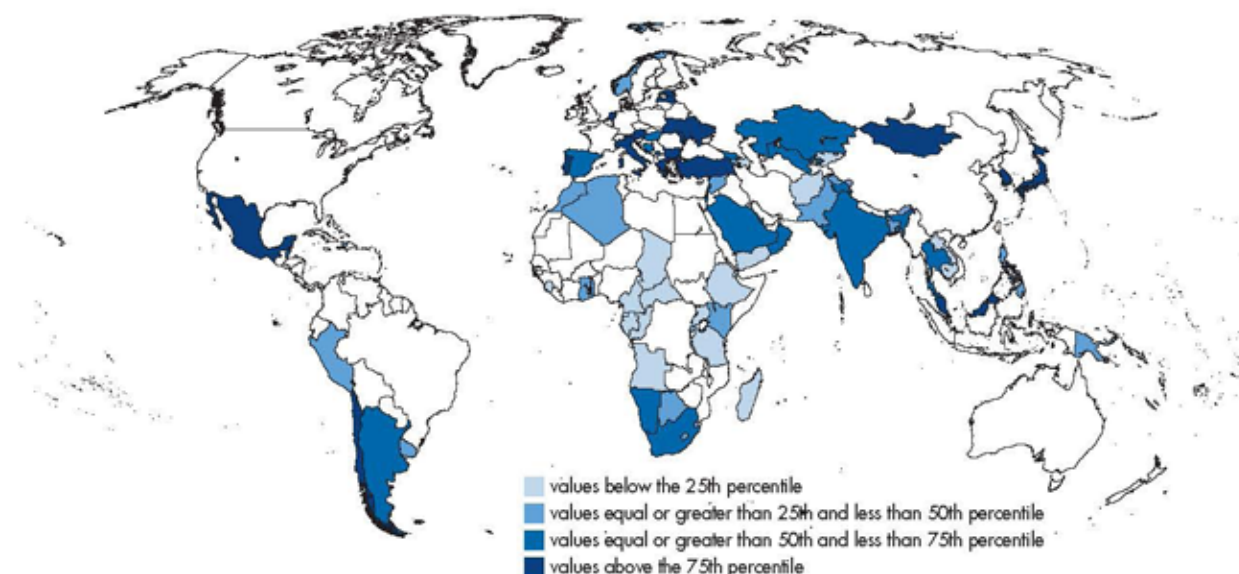 values below the 25th percentile
values equal or greater than 25th and less than 50th percentile
values equal or greater than 50th and less than 75th percentile
values above the 75th percentile